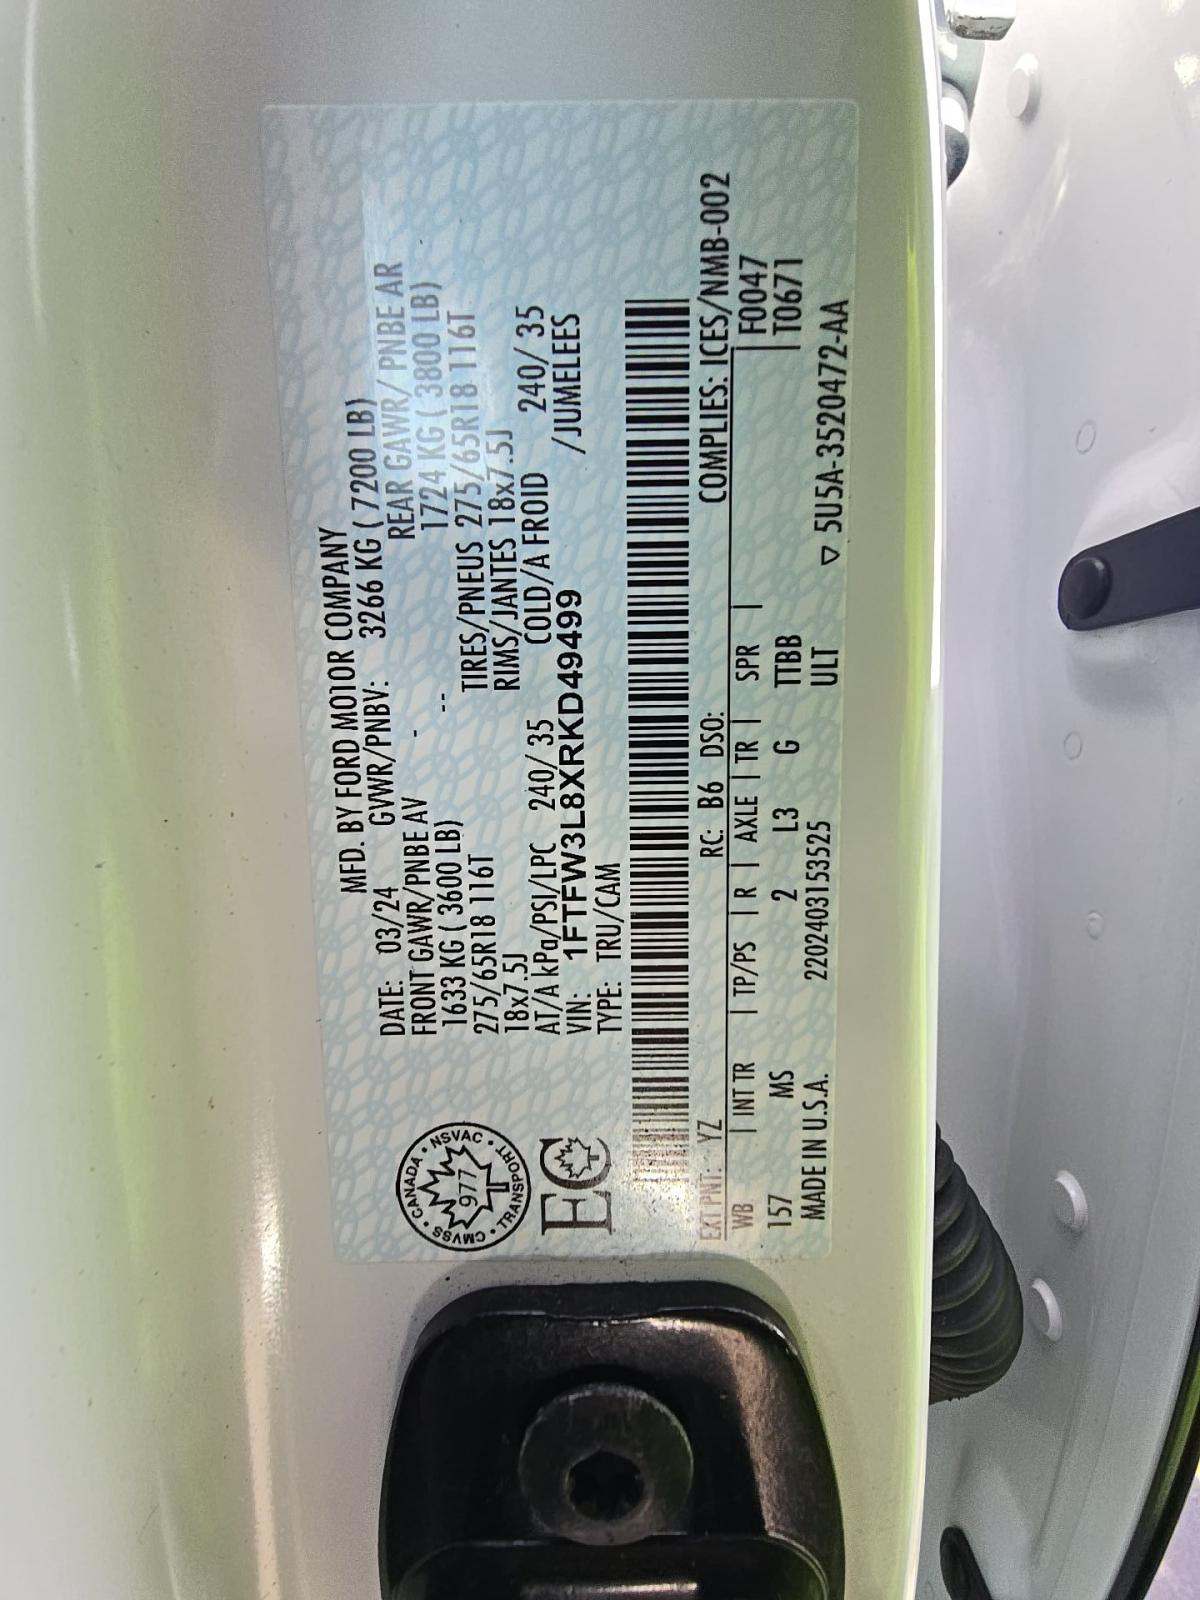 MFD. BY FORD MOTOR COMPANY
DATE: 03/24 GVWR/PNBV: 3266 KG ( 7200 LB)
FRONT GAWR/PNBE AV - REAR GAWR/ PNBE AR
1633 KG ( 3600 LB) -- 1724 KG ( 3800 LB)
275/65R18 116T TIRES/PNEUS 275/65R18 116T
18x7.5J RIMS/JANTES 18x7.5J
AT/A kPa/PSI/LPC 240/ 35 COLD/A FROID 240/ 35
VIN: 1FTFW3L8XRKD49499 /JUMELEES
TYPE: TRU/CAM
CANADA • NSVAC • TRANSPORT • CMVSS •
977
EC
COMPLIES: ICES/NMB-002
EXT PNT: YZ RC: B6 DSO:
WB | INT TR | TP/PS | R | AXLE | TR | SPR | | F0047
157 MS 2 L3 G TTBB T0671
MADE IN U.S.A. 220240315352​5 ULT
▽ 5U5A-3520472-AA